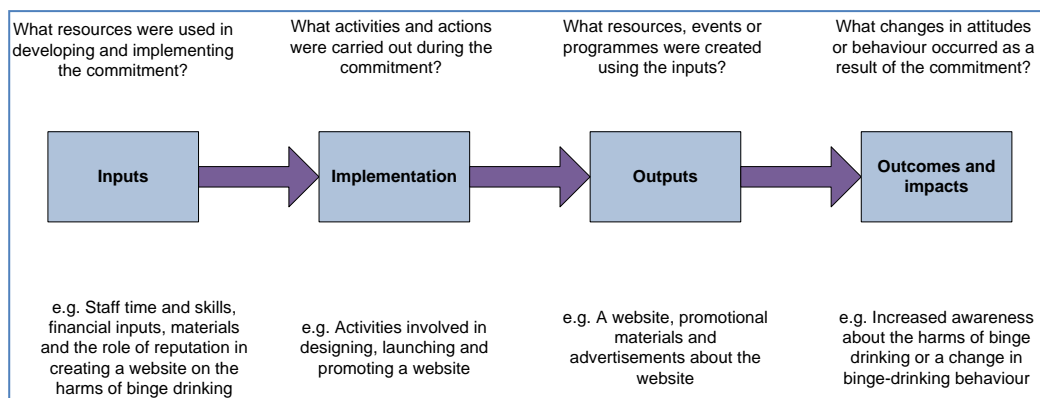 What resources were used in
developing and implementing
the commitment?
What activities and actions
were carried out during the
commitment?
What resources, events or
programmes were created
using the inputs?
What changes in attitudes
or behaviour occurred as a
result of the commitment?
Inputs
Implementation
Outputs
Outcomes and
impacts
e.g. Staff time and skills,
financial inputs, materials
and the role of reputation in
creating a website on the
harms of binge drinking
e.g. Activities involved in
designing, launching and
promoting a website
e.g. A website, promotional
materials and
advertisements about the
website
e.g. Increased awareness
about the harms of binge
drinking or a change in
binge-drinking behaviour